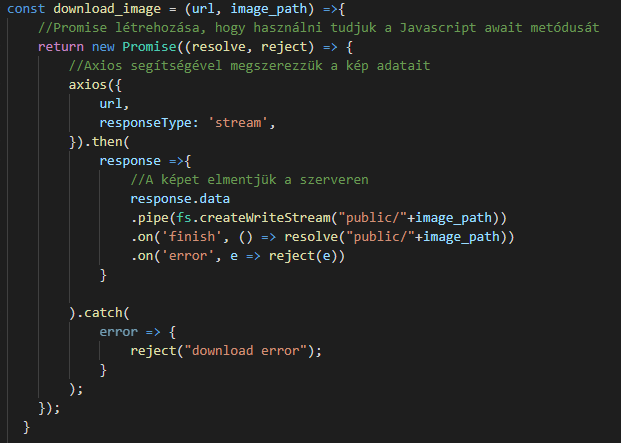 const download_image = (url, image_path) =>{
//Promise létrehozása, hogy használni tudjuk a Javascript await metódusát
return new Promise((resolve, reject) => {
//Axios segítségével megszerezzük a kép adatait
axios({
url,
responseType: 'stream',
}).then(
response =>{
//A képet elmentjük a szerveren
response.data
.pipe(fs.createWriteStream("public/"+image_path))
.on('finish', () => resolve("public/"+image_path))
.on('error', e => reject(e))
}
).catch(
error => {
reject("download error");
}
);
});
}